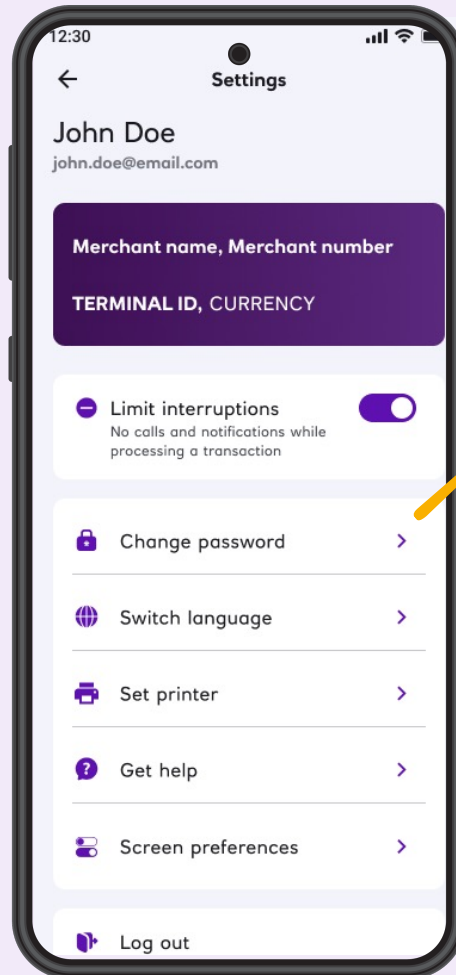 12:30
Settings
John Doe
john.doe@email.com
Merchant name, Merchant number
TERMINAL ID, CURRENCY
Limit interruptions
No calls and notifications while
processing a transaction
Change password
Switch language
Set printer
Get help
Screen preferences
Log out